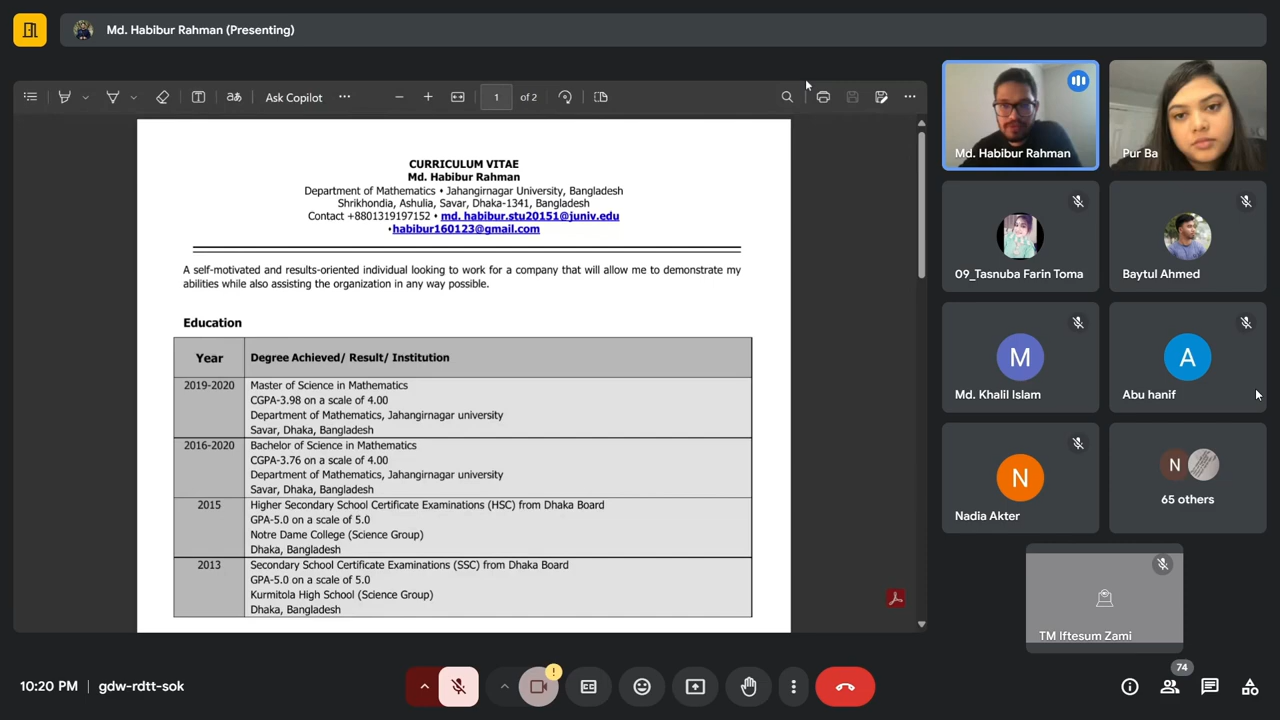 Md. Habibur Rahman (Presenting)
Ask Copilot
1 of 2
CURRICULUM VITAE
Md. Habibur Rahman
Department of Mathematics • Jahangirnagar University, Bangladesh
Shrikhondia, Ashulia, Savar, Dhaka-1341, Bangladesh
Contact +8801319197152 • md. habibur.stu20151@juniv.edu
•habibur160123@gmail.com
A self-motivated and results-oriented individual looking to work for a company that will allow me to demonstrate my
abilities while also assisting the organization in any way possible.
Education
Year Degree Achieved/ Result/ Institution
2019-2020 Master of Science in Mathematics
CGPA-3.98 on a scale of 4.00
Department of Mathematics, Jahangirnagar university
Savar, Dhaka, Bangladesh
2016-2020 Bachelor of Science in Mathematics
CGPA-3.76 on a scale of 4.00
Department of Mathematics, Jahangirnagar university
Savar, Dhaka, Bangladesh
2015 Higher Secondary School Certificate Examinations (HSC) from Dhaka Board
GPA-5.0 on a scale of 5.0
Notre Dame College (Science Group)
Dhaka, Bangladesh
2013 Secondary School Certificate Examinations (SSC) from Dhaka Board
GPA-5.0 on a scale of 5.0
Kurmitola High School (Science Group)
Dhaka, Bangladesh
Md. Habibur Rahman
Pur Ba
09_Tasnuba Farin Toma
Baytul Ahmed
M
Md. Khalil Islam
A
Abu hanif
N
Nadia Akter
N
65 others
TM Iftesum Zami
10:20 PM gdw-rdtt-sok
74